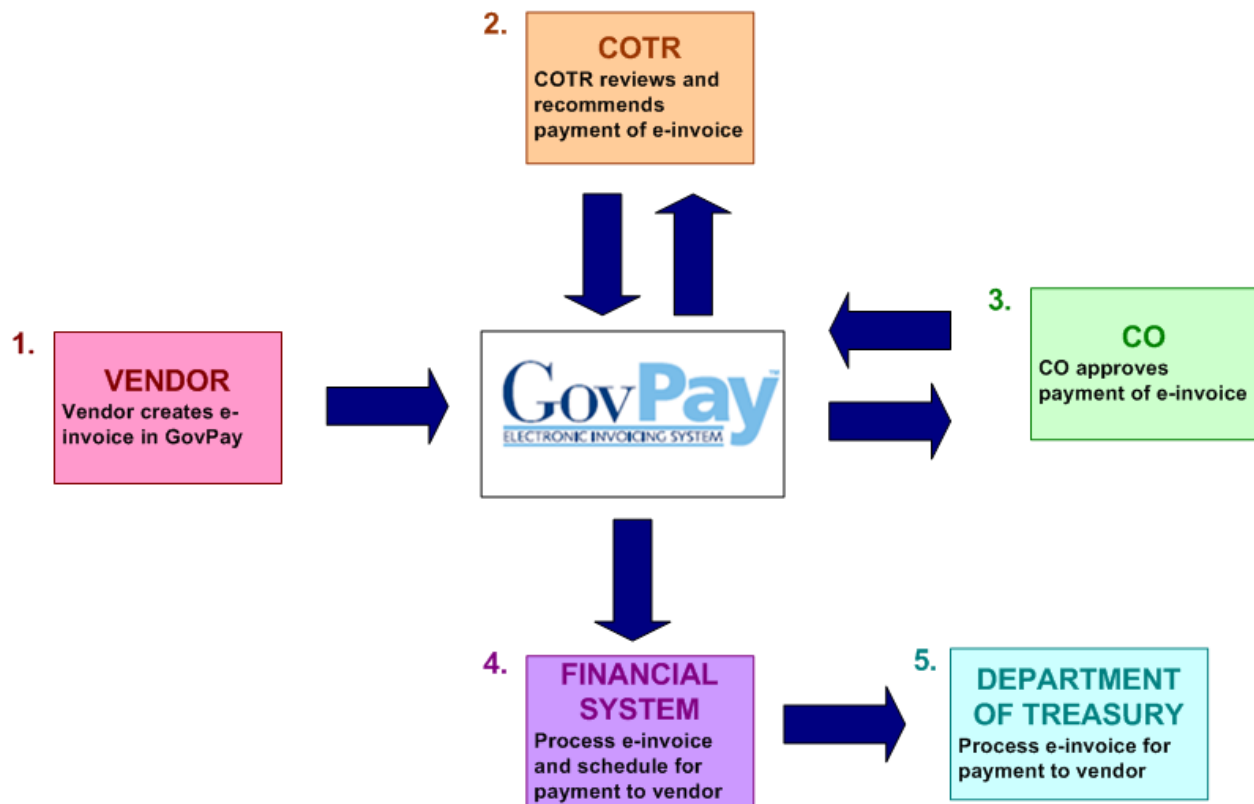 1.
VENDOR
Vendor creates e-
invoice in GovPay
2.
COTR
COTR reviews and
recommends
payment of e-invoice
GovPay™
ELECTRONIC INVOICING SYSTEM
3.
CO
CO approves
payment of e-invoice
4.
FINANCIAL
SYSTEM
Process e-invoice
and schedule for
payment to vendor
5.
DEPARTMENT
OF TREASURY
Process e-invoice for
payment to vendor